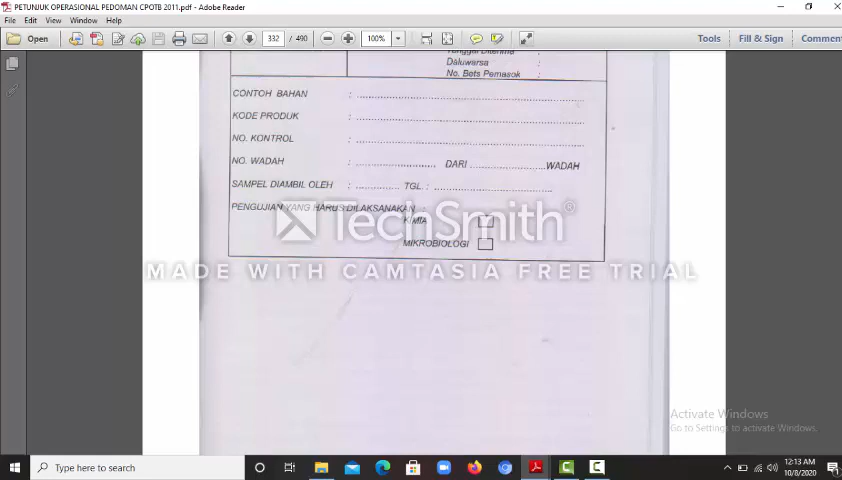 PETUNJUK OPERASIONAL PEDOMAN CPOTB 2011.pdf - Adobe Reader
File Edit View Window Help
Open 332 / 490 100% Tools Fill & Sign Comment
Tanggal Diterima :
Daluwarsa :
No. Bets Pemasok :
CONTOH BAHAN : ................................................
KODE PRODUK : ................................................
NO. KONTROL : ................................................
NO. WADAH : ................... DARI ................... WADAH
SAMPEL DIAMBIL OLEH : ............ TGL. : ..............................
PENGUJIAN YANG HARUS DILAKSANAKAN :
KIMIA
MIKROBIOLOGI
TechSmith®
MADE WITH CAMTASIA FREE TRIAL
Activate Windows
Go to Settings to activate Windows.
Type here to search
12:13 AM
10/8/2020